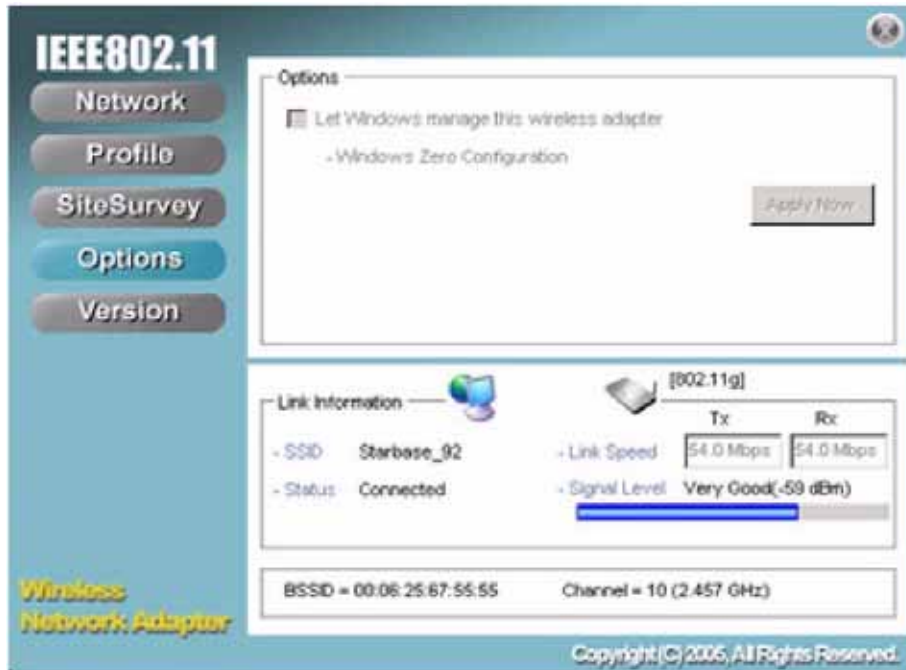 IEEE802.11
Network
Profile
SiteSurvey
Options
Version
Options
Let Windows manage this wireless adapter
- Windows Zero Configuration
Apply Now
Link Information
[802.11g]
Tx Rx
- SSID Starbase_92
- Link Speed 54.0 Mbps 54.0 Mbps
- Status Connected
- Signal Level Very Good(-59 dBm)
BSSID = 00:06:25:67:55:55 Channel = 10 (2.457 GHz)
Wireless
Network Adapter
Copyright (C) 2005, All Rights Reserved.